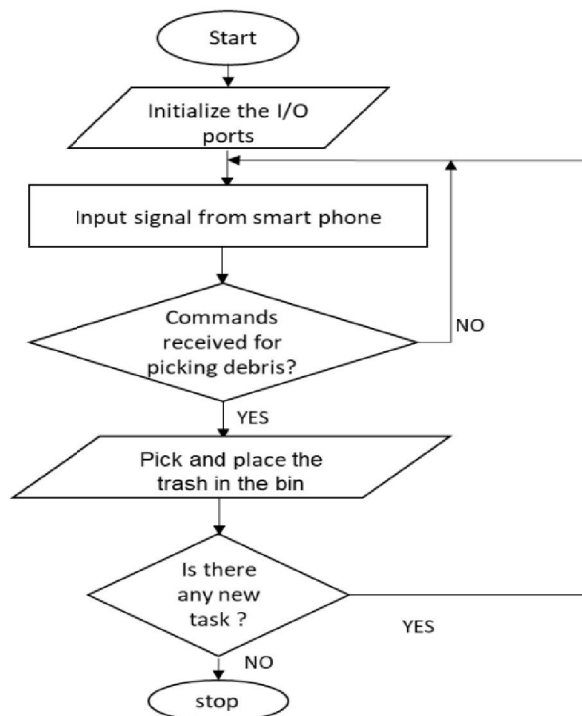 Start
Initialize the I/O
ports
Input signal from smart phone
Commands
received for
picking debris?
NO
YES
Pick and place the
trash in the bin
Is there
any new
task ?
YES
NO
stop